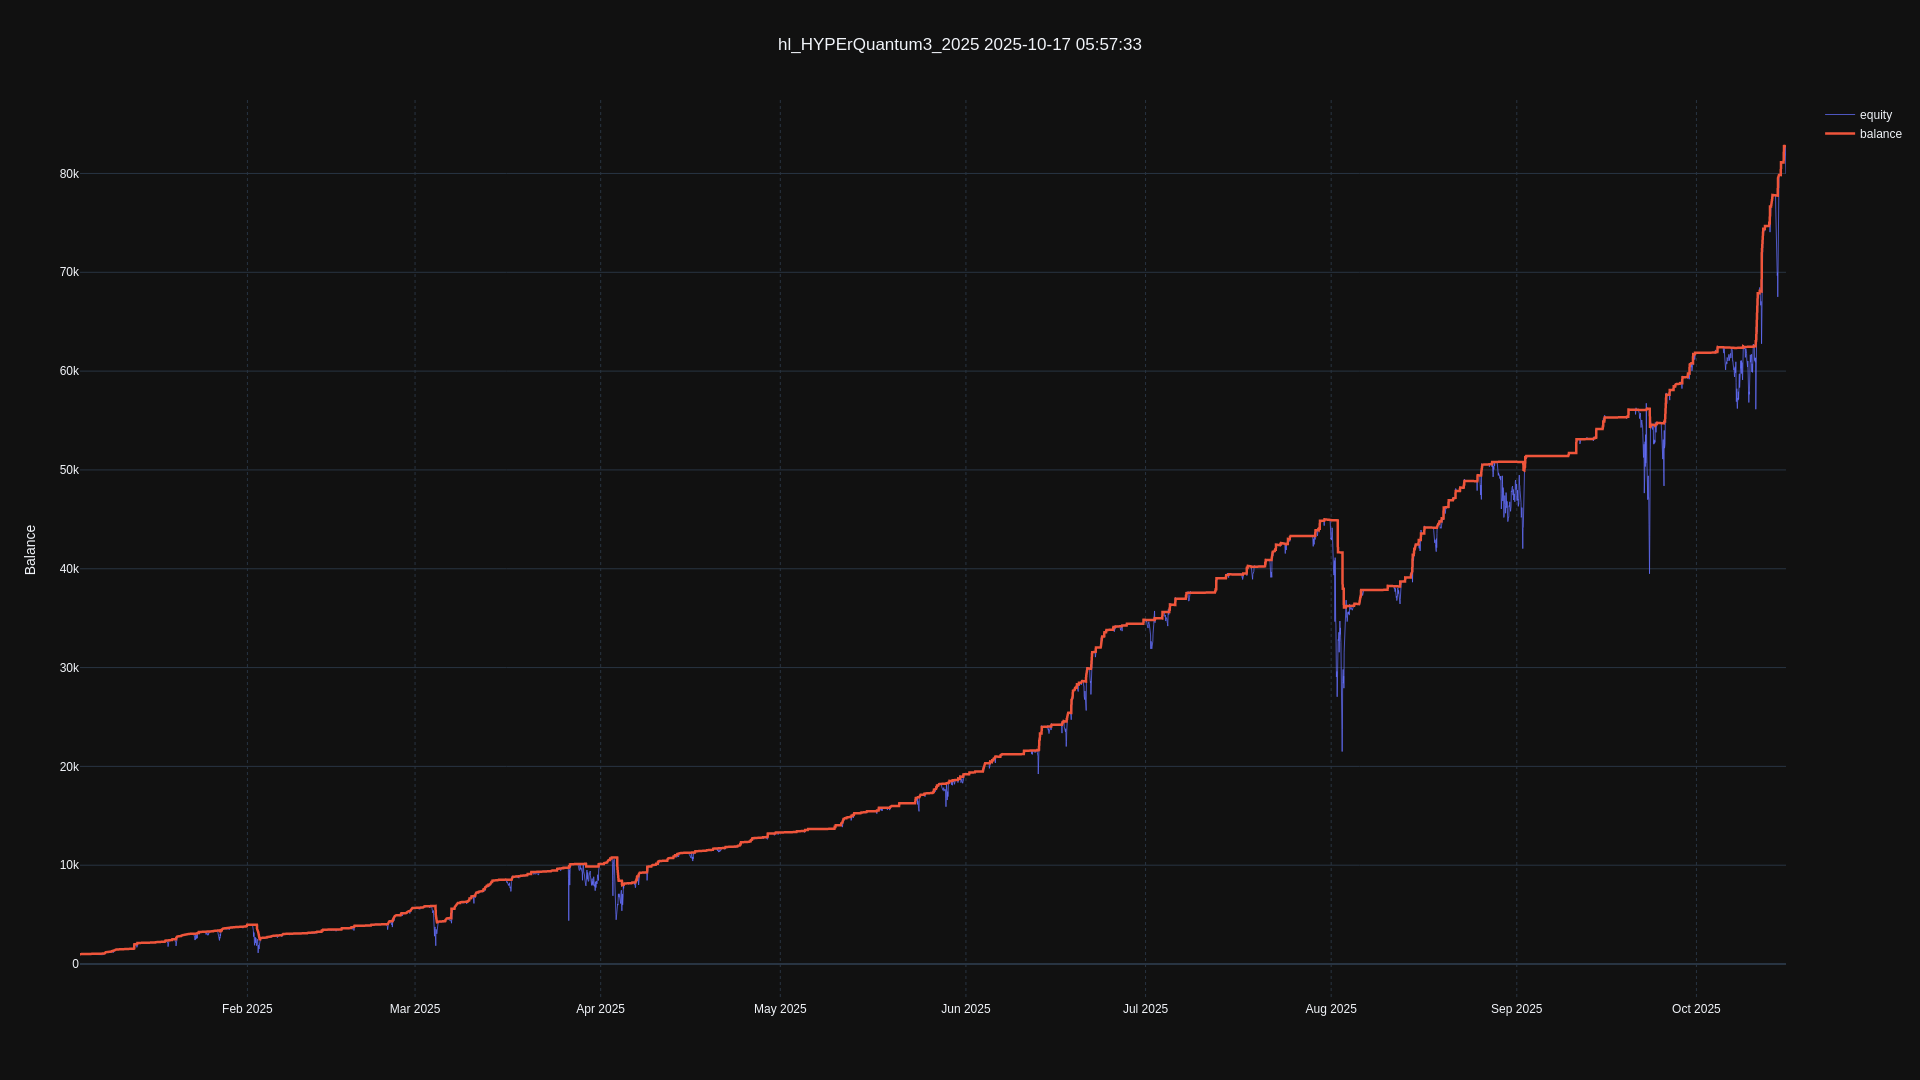 hl_HYPErQuantum3_2025 2025-10-17 05:57:33
equity
balance
80k
70k
60k
50k
40k
30k
20k
10k
0
Balance
Feb 2025
Mar 2025
Apr 2025
May 2025
Jun 2025
Jul 2025
Aug 2025
Sep 2025
Oct 2025